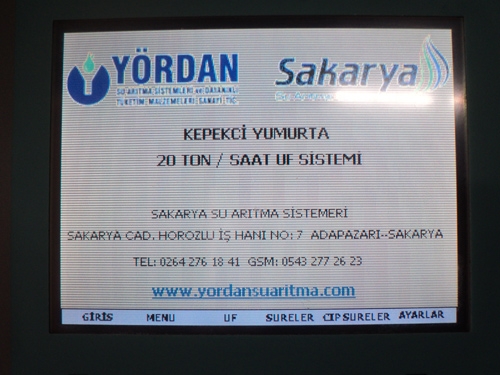 YÖRDAN
SU ARITMA SİSTEMLERİ ve DAYANIKLI
TÜKETİM MALZEMELERİ SANAYİ TİC.
Sakarya
KEPEKCİ YUMURTA
20 TON / SAAT UF SİSTEMİ
SAKARYA SU ARITMA SİSTEMERİ
SAKARYA CAD. HOROZLU İŞ HANI NO: 7 ADAPAZARI--SAKARYA
TEL: 0264 276 18 41 GSM: 0543 277 26 23
www.yordansuaritma.com
GİRİS MENU UF SURELER CIP SURELER AYARLAR